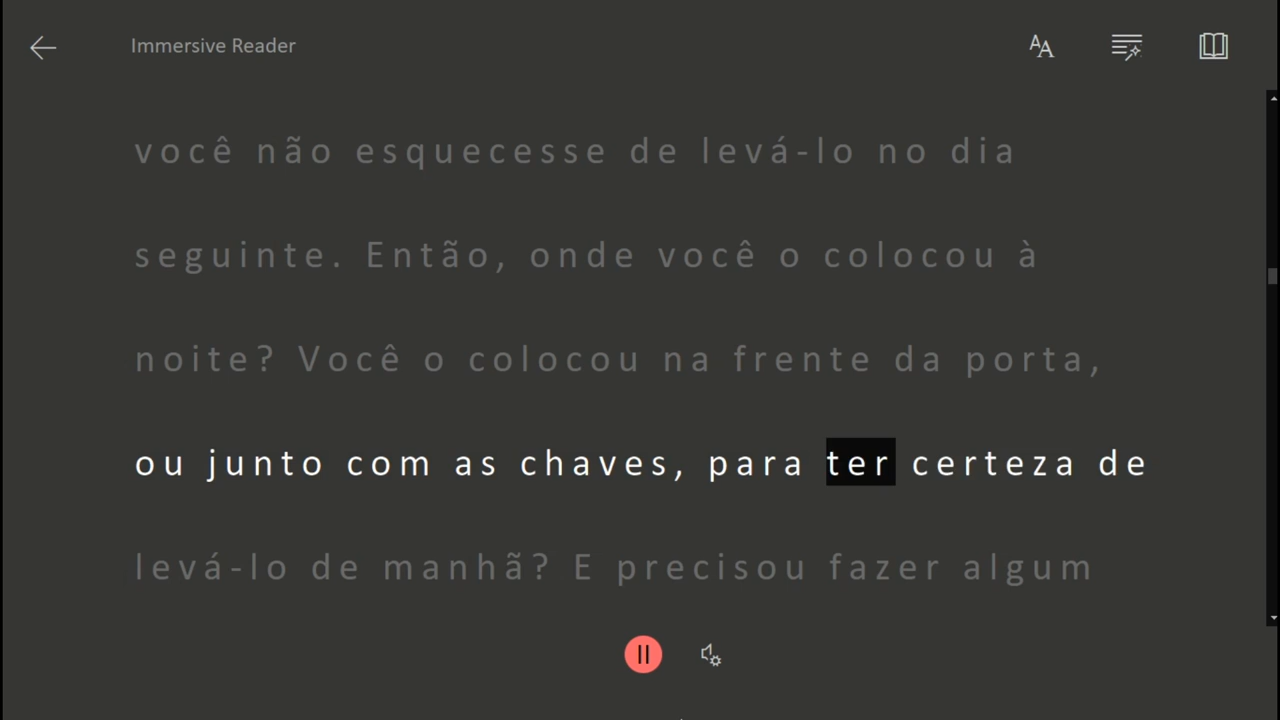 Immersive Reader
você não esquecesse de levá-lo no dia
seguinte. Então, onde você o colocou à
noite? Você o colocou na frente da porta,
ou junto com as chaves, para ter certeza de
levá-lo de manhã? E precisou fazer algum